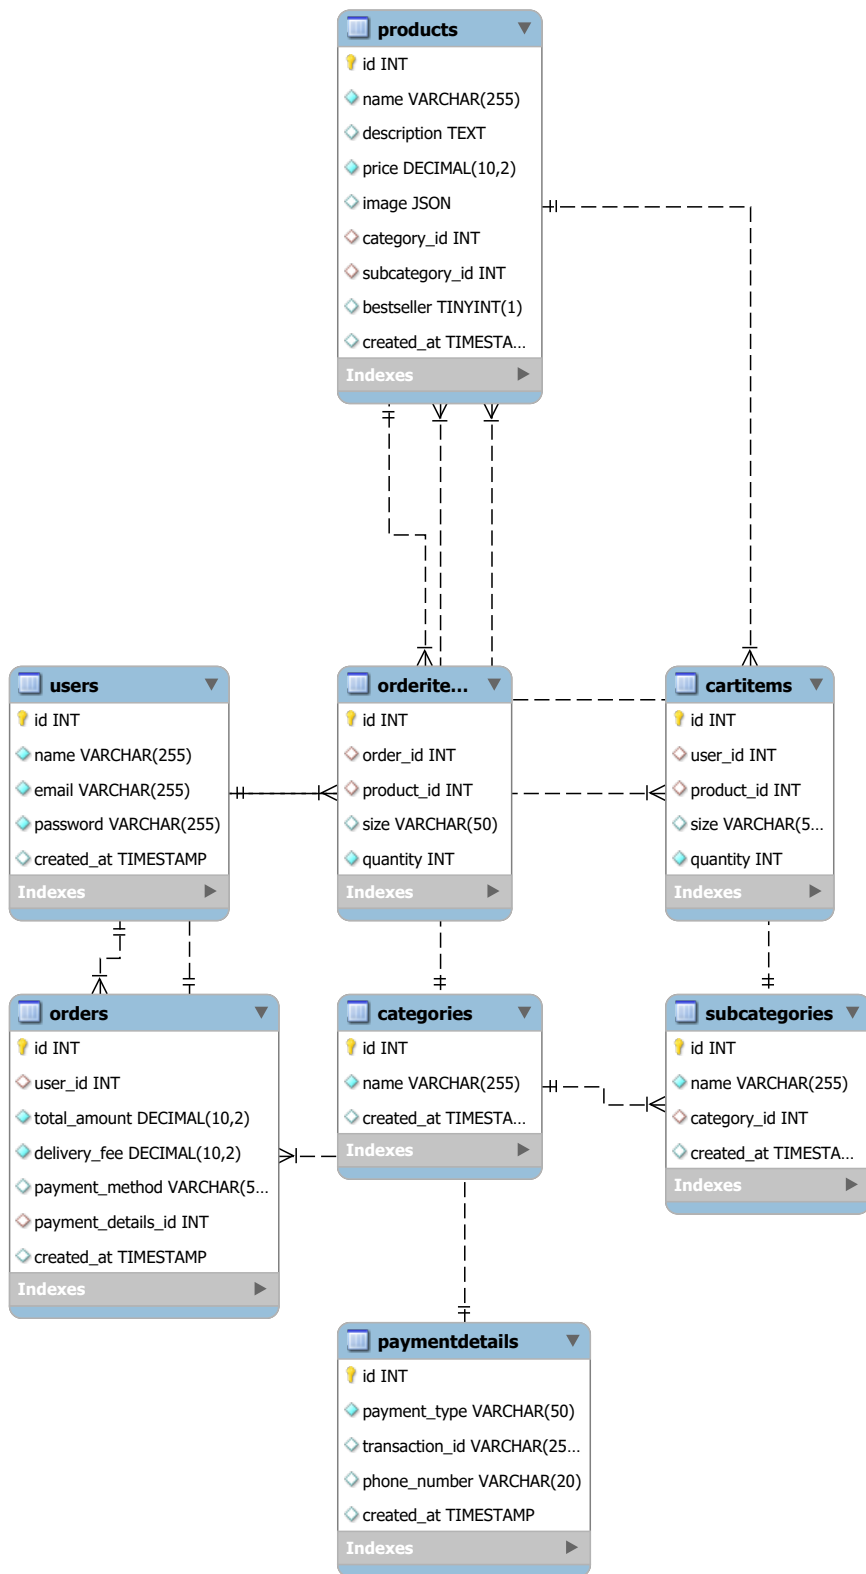 products
id INT
name VARCHAR(255)
description TEXT
price DECIMAL(10,2)
image JSON
category_id INT
subcategory_id INT
bestseller TINYINT(1)
created_at TIMESTA...
Indexes
users
id INT
name VARCHAR(255)
email VARCHAR(255)
password VARCHAR(255)
created_at TIMESTAMP
Indexes
orderite...
id INT
order_id INT
product_id INT
size VARCHAR(50)
quantity INT
Indexes
cartitems
id INT
user_id INT
product_id INT
size VARCHAR(5...
quantity INT
Indexes
orders
id INT
user_id INT
total_amount DECIMAL(10,2)
delivery_fee DECIMAL(10,2)
payment_method VARCHAR(5...
payment_details_id INT
created_at TIMESTAMP
Indexes
categories
id INT
name VARCHAR(255)
created_at TIMESTA...
Indexes
subcategories
id INT
name VARCHAR(255)
category_id INT
created_at TIMESTA...
Indexes
paymentdetails
id INT
payment_type VARCHAR(50)
transaction_id VARCHAR(25...
phone_number VARCHAR(20)
created_at TIMESTAMP
Indexes